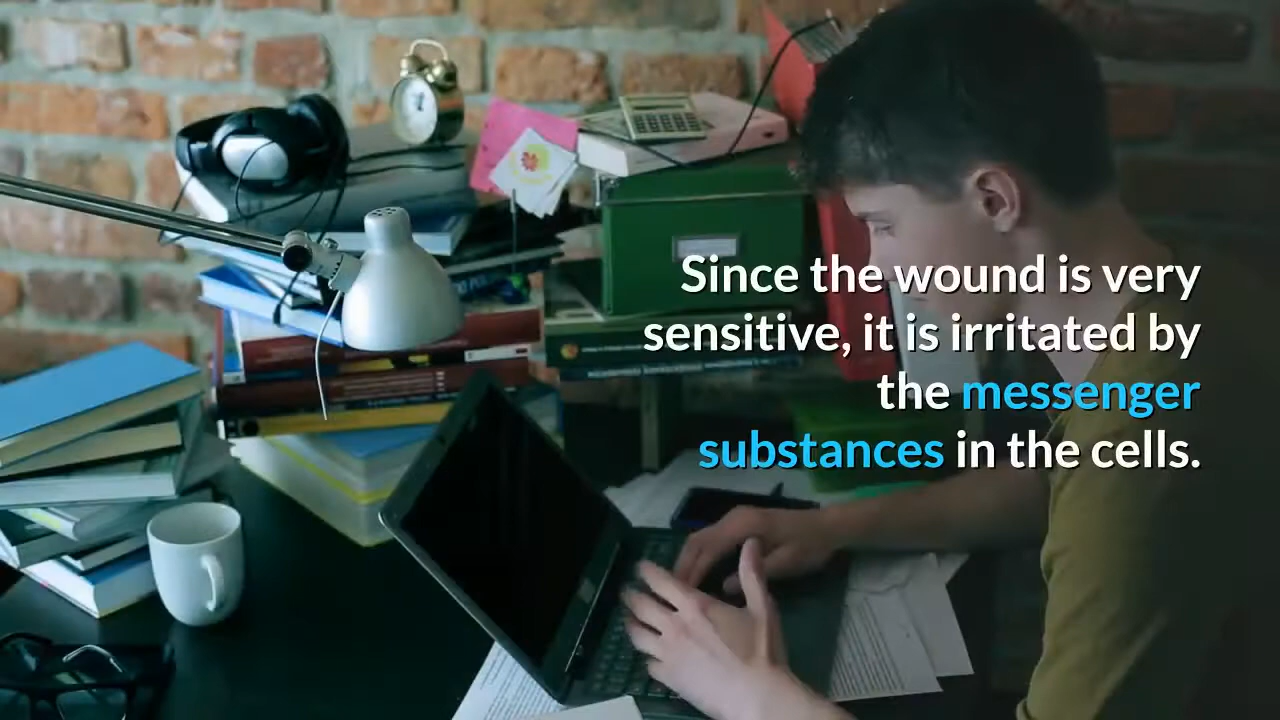 Since the wound is very
sensitive, it is irritated by
the messenger
substances in the cells.